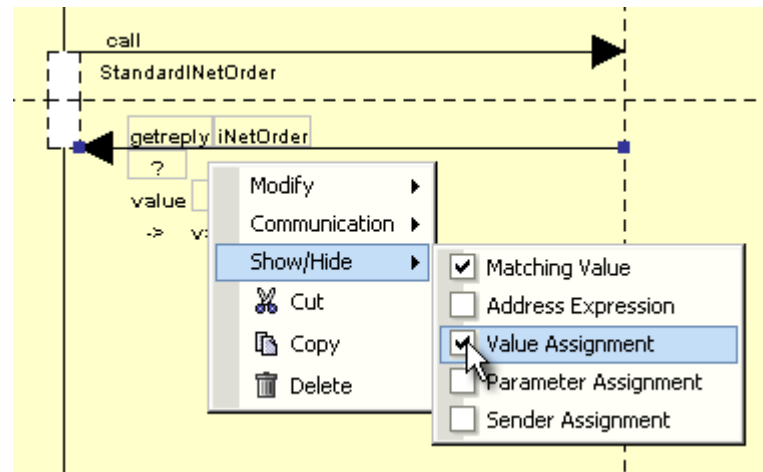 call
StandardINetOrder
getreply iNetOrder
?
value
->
Modify
Communication
Show/Hide
Cut
Copy
Delete
Matching Value
Address Expression
Value Assignment
Parameter Assignment
Sender Assignment